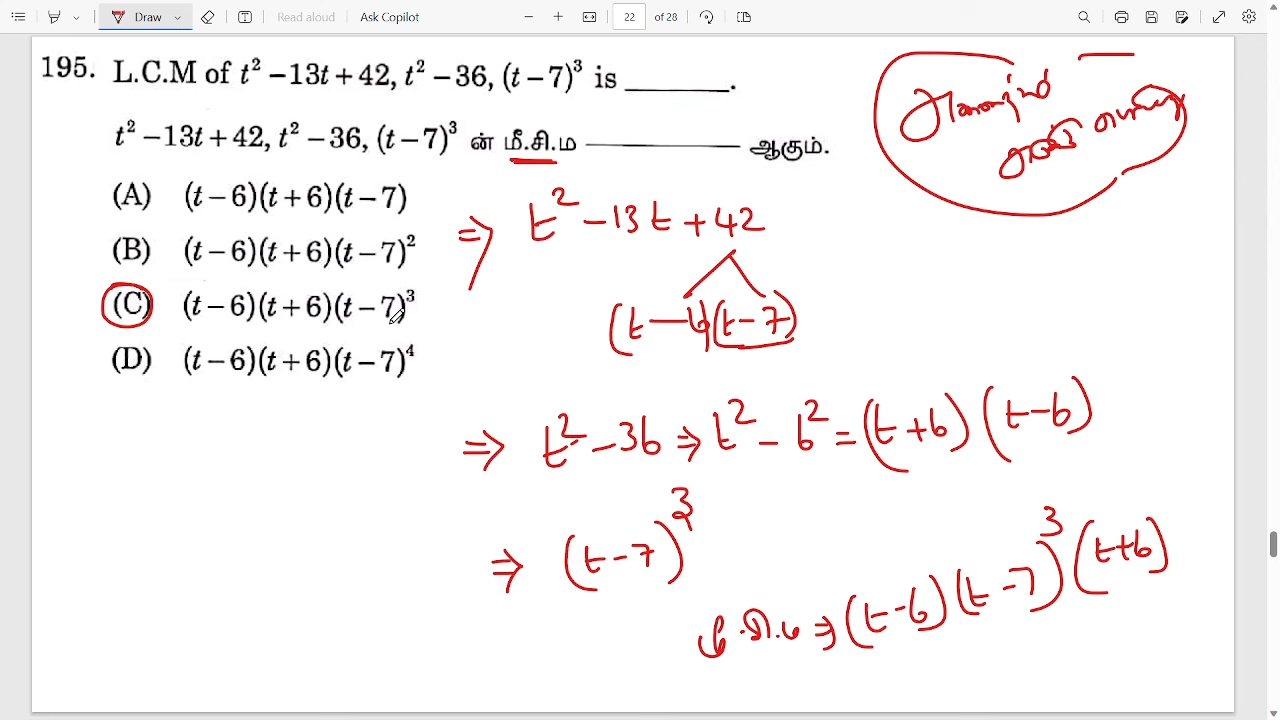 Draw
Read aloud
Ask Copilot
22
of 28
195. L.C.M of t² − 13t + 42, t² − 36, (t − 7)³ is ________.
t² − 13t + 42, t² − 36, (t − 7)³ ன் மீ.சி.ம ________ ஆகும்.
(A) (t − 6)(t + 6)(t − 7)
(B) (t − 6)(t + 6)(t − 7)²
(C) (t − 6)(t + 6)(t − 7)³
(D) (t − 6)(t + 6)(t − 7)⁴
⇒ t² − 13t + 42
(t − 6)(t − 7)
⇒ t² − 36 ⇒ t² − 6² = (t + 6)(t − 6)
⇒ (t − 7)³
மீ.சி.ம ⇒ (t − 6)(t − 7)³(t + 6)